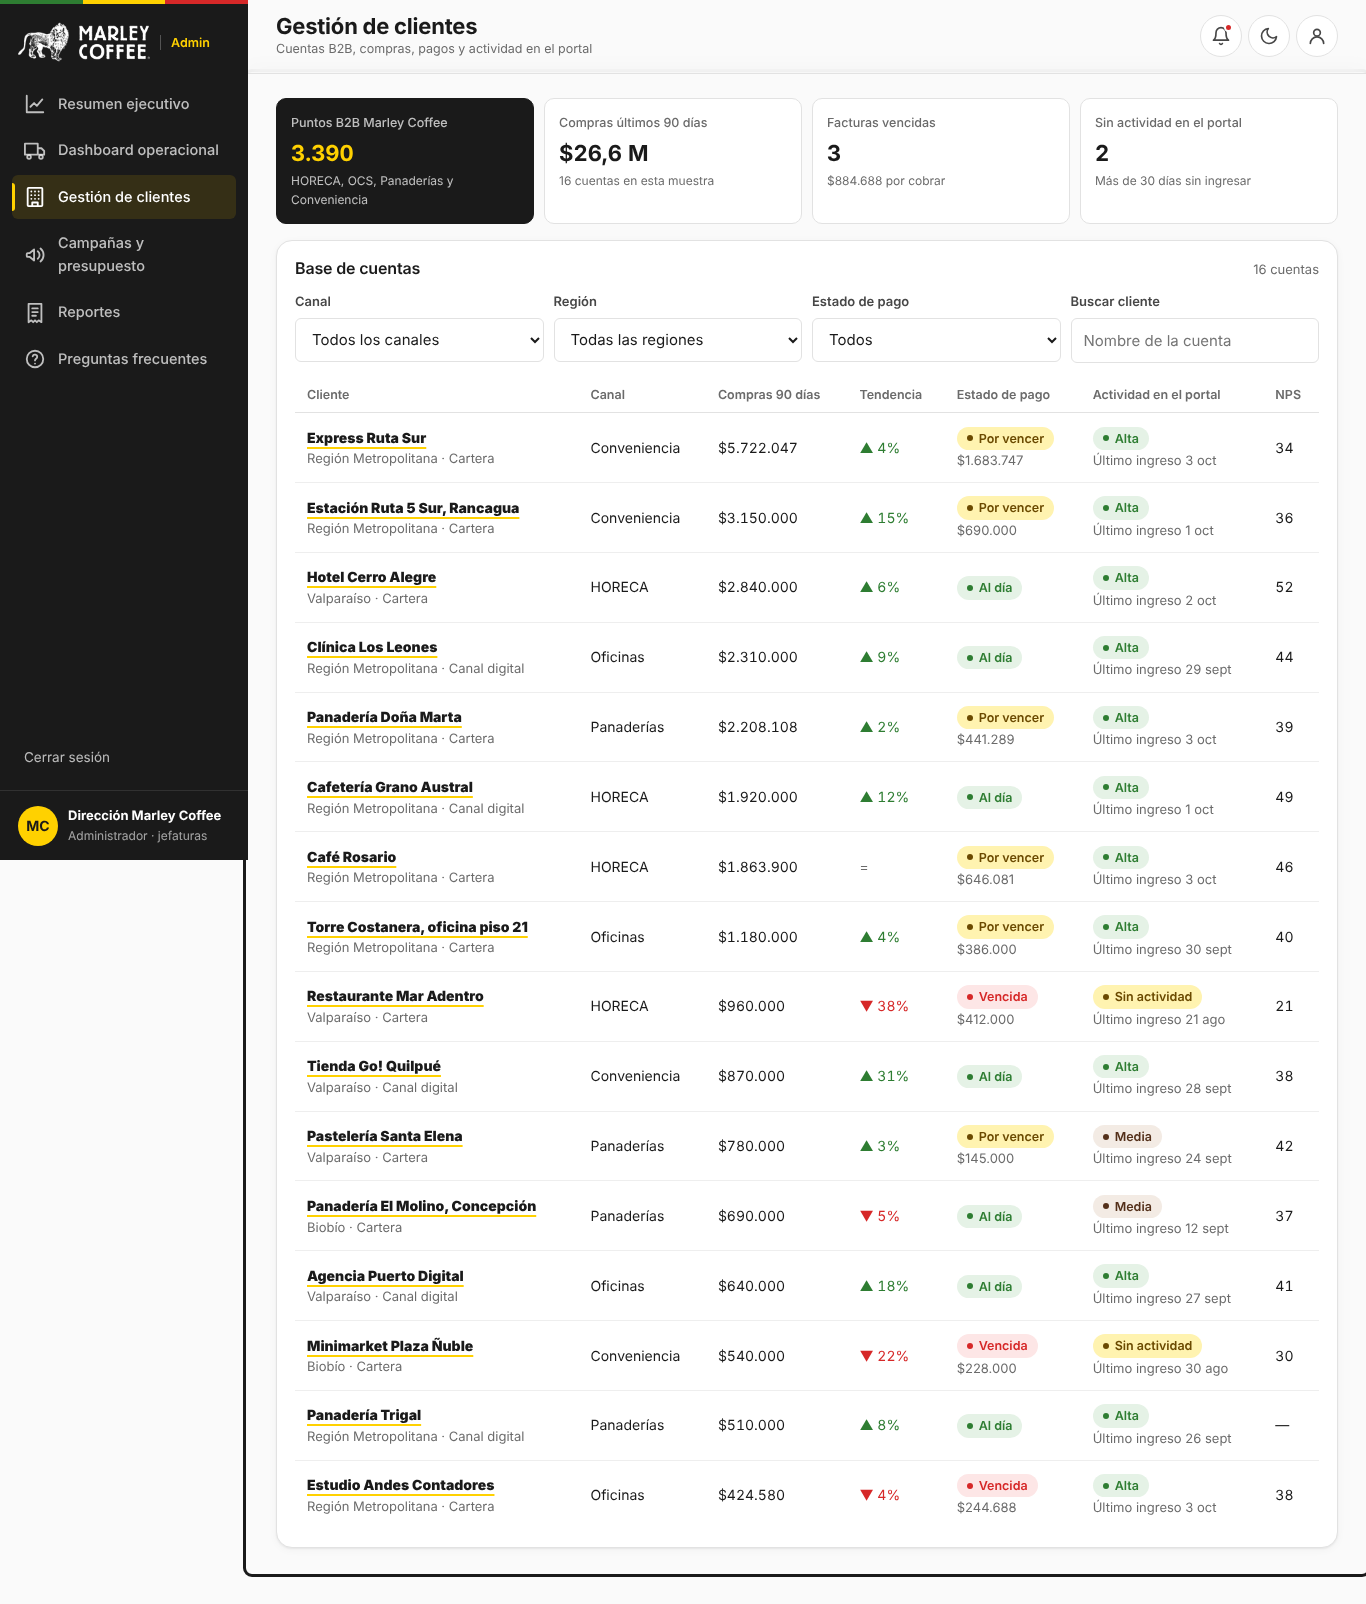 MARLEY
COFFEE
Admin
Resumen ejecutivo
Dashboard operacional
Gestión de clientes
Campañas y
presupuesto
Reportes
Preguntas frecuentes
Cerrar sesión
MC
Dirección Marley Coffee
Administrador · jefaturas
Gestión de clientes
Cuentas B2B, compras, pagos y actividad en el portal
Puntos B2B Marley Coffee
3.390
HORECA, OCS, Panaderías y
Conveniencia
Compras últimos 90 días
$26,6 M
16 cuentas en esta muestra
Facturas vencidas
3
$884.688 por cobrar
Sin actividad en el portal
2
Más de 30 días sin ingresar
Base de cuentas
16 cuentas
Canal
Región
Estado de pago
Buscar cliente
Todos los canales
Todas las regiones
Todos
Nombre de la cuenta
Cliente Canal Compras 90 días Tendencia Estado de pago Actividad en el portal NPS
Express Ruta Sur
Región Metropolitana · Cartera
Conveniencia $5.722.047 ▲ 4%
Por vencer
$1.683.747
Alta
Último ingreso 3 oct
34
Estación Ruta 5 Sur, Rancagua
Región Metropolitana · Cartera
Conveniencia $3.150.000 ▲ 15%
Por vencer
$690.000
Alta
Último ingreso 1 oct
36
Hotel Cerro Alegre
Valparaíso · Cartera
HORECA $2.840.000 ▲ 6%
Al día
Alta
Último ingreso 2 oct
52
Clínica Los Leones
Región Metropolitana · Canal digital
Oficinas $2.310.000 ▲ 9%
Al día
Alta
Último ingreso 29 sept
44
Panadería Doña Marta
Región Metropolitana · Cartera
Panaderías $2.208.108 ▲ 2%
Por vencer
$441.289
Alta
Último ingreso 3 oct
39
Cafetería Grano Austral
Región Metropolitana · Canal digital
HORECA $1.920.000 ▲ 12%
Al día
Alta
Último ingreso 1 oct
49
Café Rosario
Región Metropolitana · Cartera
HORECA $1.863.900 =
Por vencer
$646.081
Alta
Último ingreso 3 oct
46
Torre Costanera, oficina piso 21
Región Metropolitana · Cartera
Oficinas $1.180.000 ▲ 4%
Por vencer
$386.000
Alta
Último ingreso 30 sept
40
Restaurante Mar Adentro
Valparaíso · Cartera
HORECA $960.000 ▼ 38%
Vencida
$412.000
Sin actividad
Último ingreso 21 ago
21
Tienda Go! Quilpué
Valparaíso · Canal digital
Conveniencia $870.000 ▲ 31%
Al día
Alta
Último ingreso 28 sept
38
Pastelería Santa Elena
Valparaíso · Cartera
Panaderías $780.000 ▲ 3%
Por vencer
$145.000
Media
Último ingreso 24 sept
42
Panadería El Molino, Concepción
Biobío · Cartera
Panaderías $690.000 ▼ 5%
Al día
Media
Último ingreso 12 sept
37
Agencia Puerto Digital
Valparaíso · Canal digital
Oficinas $640.000 ▲ 18%
Al día
Alta
Último ingreso 27 sept
41
Minimarket Plaza Ñuble
Biobío · Cartera
Conveniencia $540.000 ▼ 22%
Vencida
$228.000
Sin actividad
Último ingreso 30 ago
30
Panadería Trigal
Región Metropolitana · Canal digital
Panaderías $510.000 ▲ 8%
Al día
Alta
Último ingreso 26 sept
—
Estudio Andes Contadores
Región Metropolitana · Cartera
Oficinas $424.580 ▼ 4%
Vencida
$244.688
Alta
Último ingreso 3 oct
38